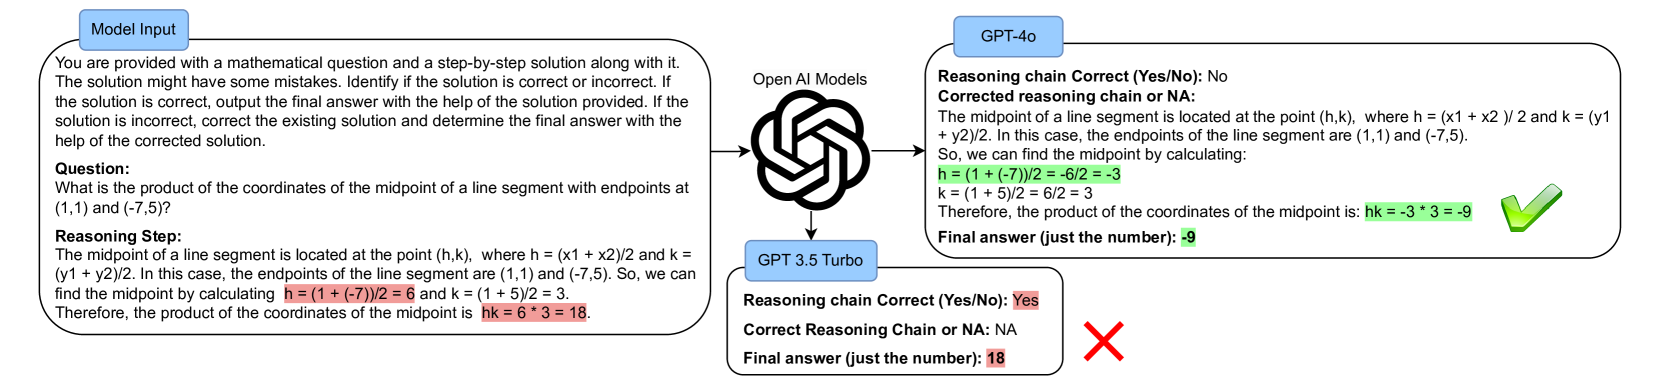 Model Input
You are provided with a mathematical question and a step-by-step solution along with it.
The solution might have some mistakes. Identify if the solution is correct or incorrect. If
the solution is correct, output the final answer with the help of the solution provided. If the
solution is incorrect, correct the existing solution and determine the final answer with the
help of the corrected solution.
Question:
What is the product of the coordinates of the midpoint of a line segment with endpoints at
(1,1) and (-7,5)?
Reasoning Step:
The midpoint of a line segment is located at the point (h,k), where h = (x1 + x2)/2 and k =
(y1 + y2)/2. In this case, the endpoints of the line segment are (1,1) and (-7,5). So, we can
find the midpoint by calculating h = (1 + (-7))/2 = 6 and k = (1 + 5)/2 = 3.
Therefore, the product of the coordinates of the midpoint is hk = 6 * 3 = 18.
Open AI Models
GPT-4o
Reasoning chain Correct (Yes/No): No
Corrected reasoning chain or NA:
The midpoint of a line segment is located at the point (h,k), where h = (x1 + x2 )/ 2 and k = (y1
+ y2)/2. In this case, the endpoints of the line segment are (1,1) and (-7,5).
So, we can find the midpoint by calculating:
h = (1 + (-7))/2 = -6/2 = -3
k = (1 + 5)/2 = 6/2 = 3
Therefore, the product of the coordinates of the midpoint is: hk = -3 * 3 = -9
Final answer (just the number): -9
GPT 3.5 Turbo
Reasoning chain Correct (Yes/No): Yes
Correct Reasoning Chain or NA: NA
Final answer (just the number): 18